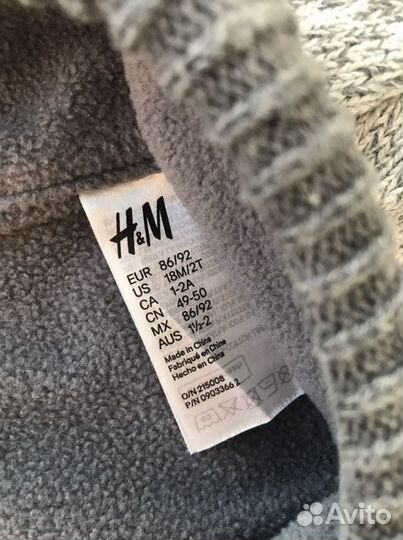 H&M
EUR 86/92
US 18M/2T
CA 1-2A
CN 49-50
MX 86/92
AUS 1½-2
Made in China
Fabriqué en Chine
Hecho en China
O/N 215008
P/N 0903366 2
Avito